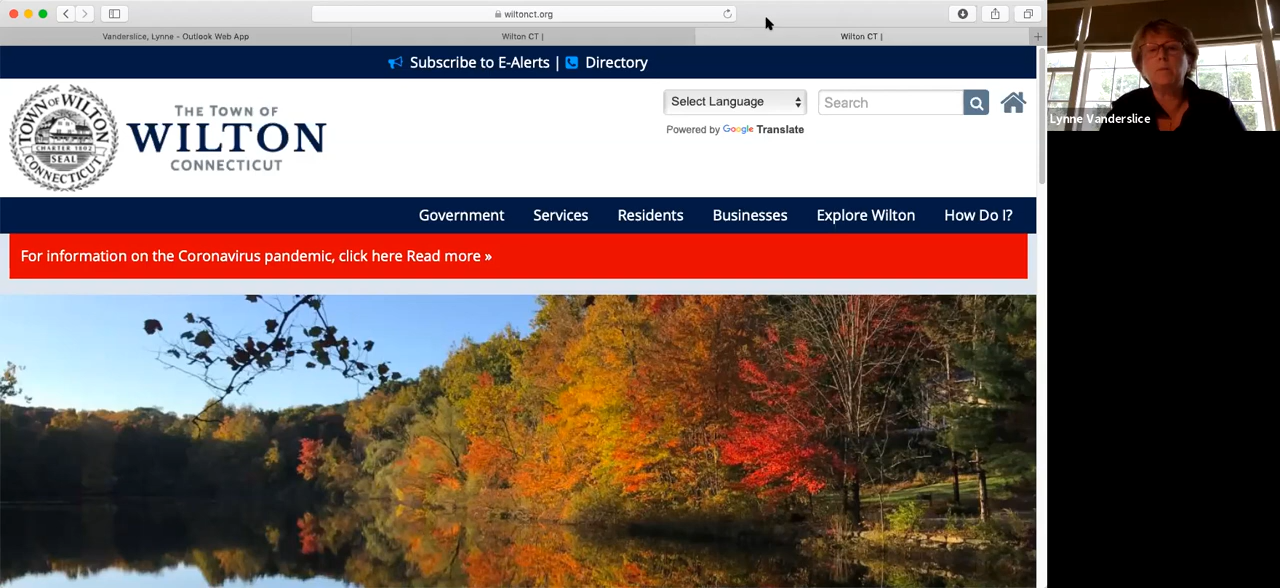 wiltonct.org
Vanderslice, Lynne - Outlook Web App
Wilton CT |
Wilton CT |
Subscribe to E-Alerts | Directory
Select Language
Search
Powered by Google Translate
TOWN OF WILTON
CHARTER 1802
SEAL
CONNECTICUT
THE TOWN OF
WILTON
CONNECTICUT
Government Services Residents Businesses Explore Wilton How Do I?
For information on the Coronavirus pandemic, click here Read more »
Lynne Vanderslice